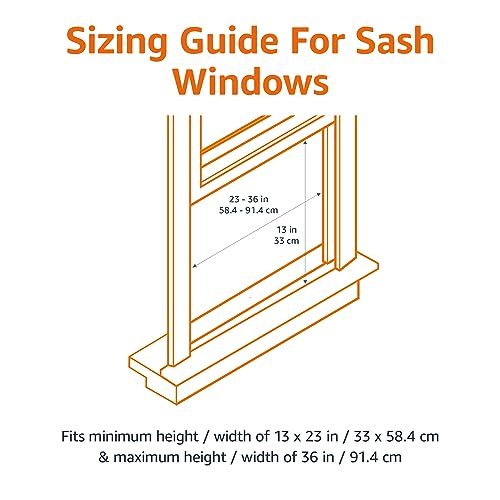 Sizing Guide For Sash
Windows
23 - 36 in
58.4 - 91.4 cm
13 in
33 cm
Fits minimum height / width of 13 x 23 in / 33 x 58.4 cm
& maximum height / width of 36 in / 91.4 cm